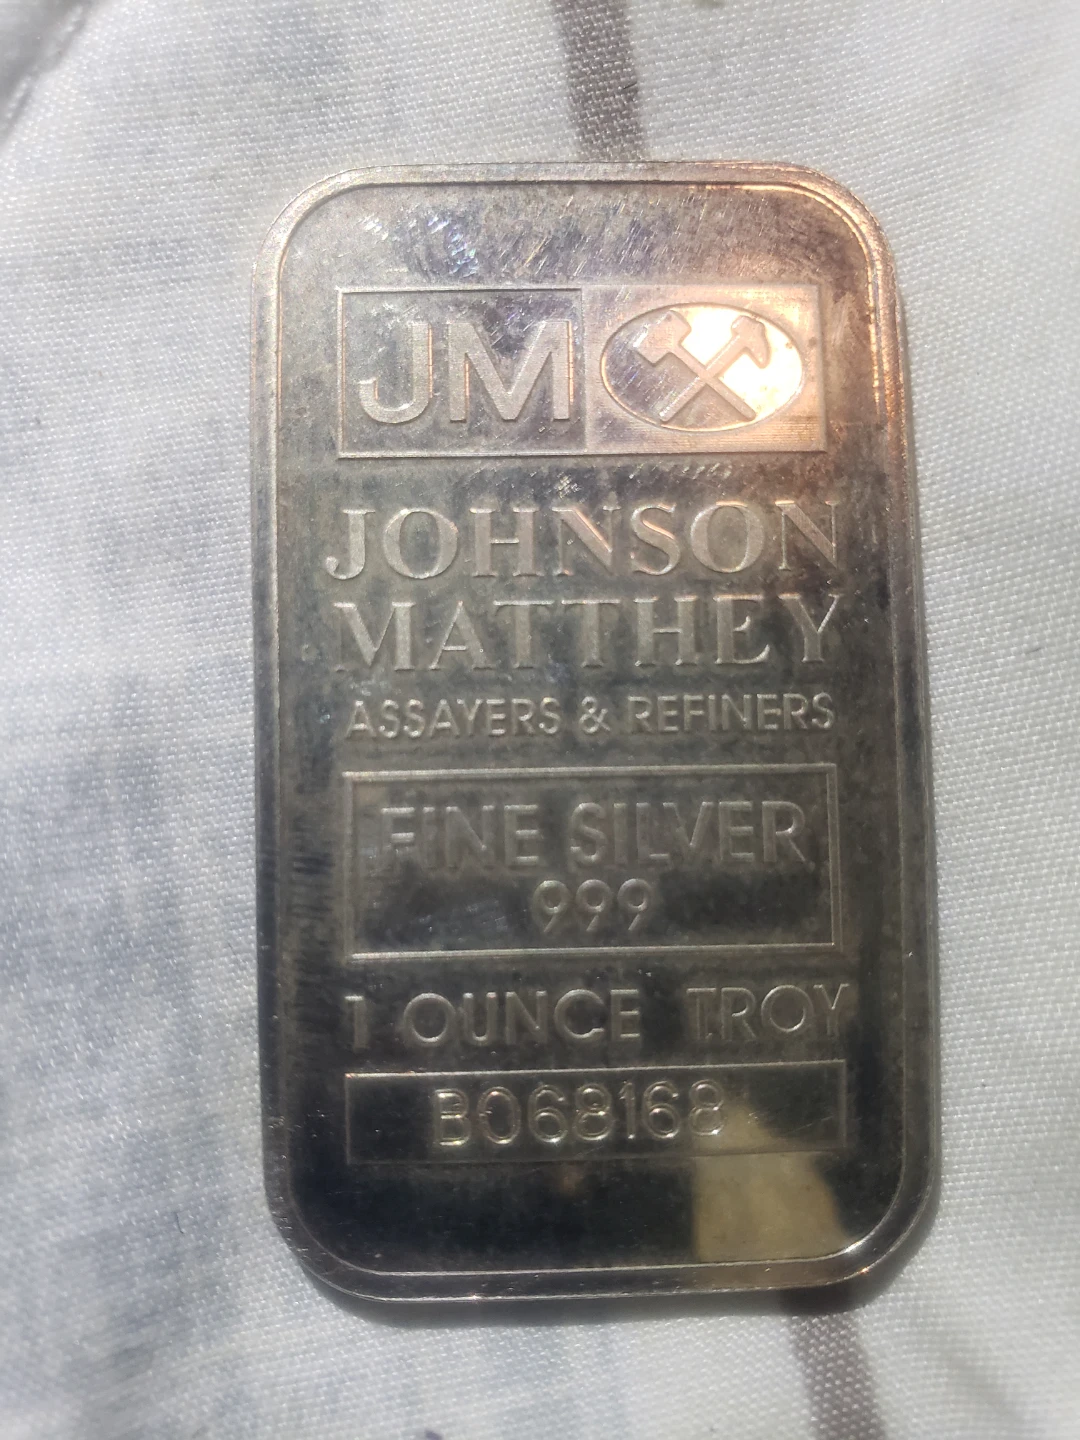 JM
JOHNSON
MATTHEY
ASSAYERS & REFINERS
FINE SILVER
999
1 OUNCE TROY
B068168